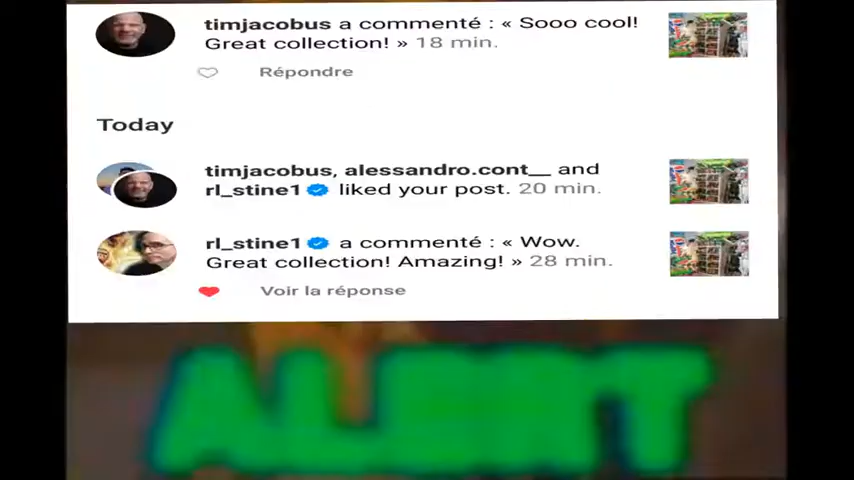 timjacobus a commenté : « Sooo cool!
Great collection! » 18 min.
Répondre
Today
timjacobus, alessandro.cont__ and
rl_stine1 liked your post. 20 min.
rl_stine1 a commenté : « Wow.
Great collection! Amazing! » 28 min.
Voir la réponse
ALERT